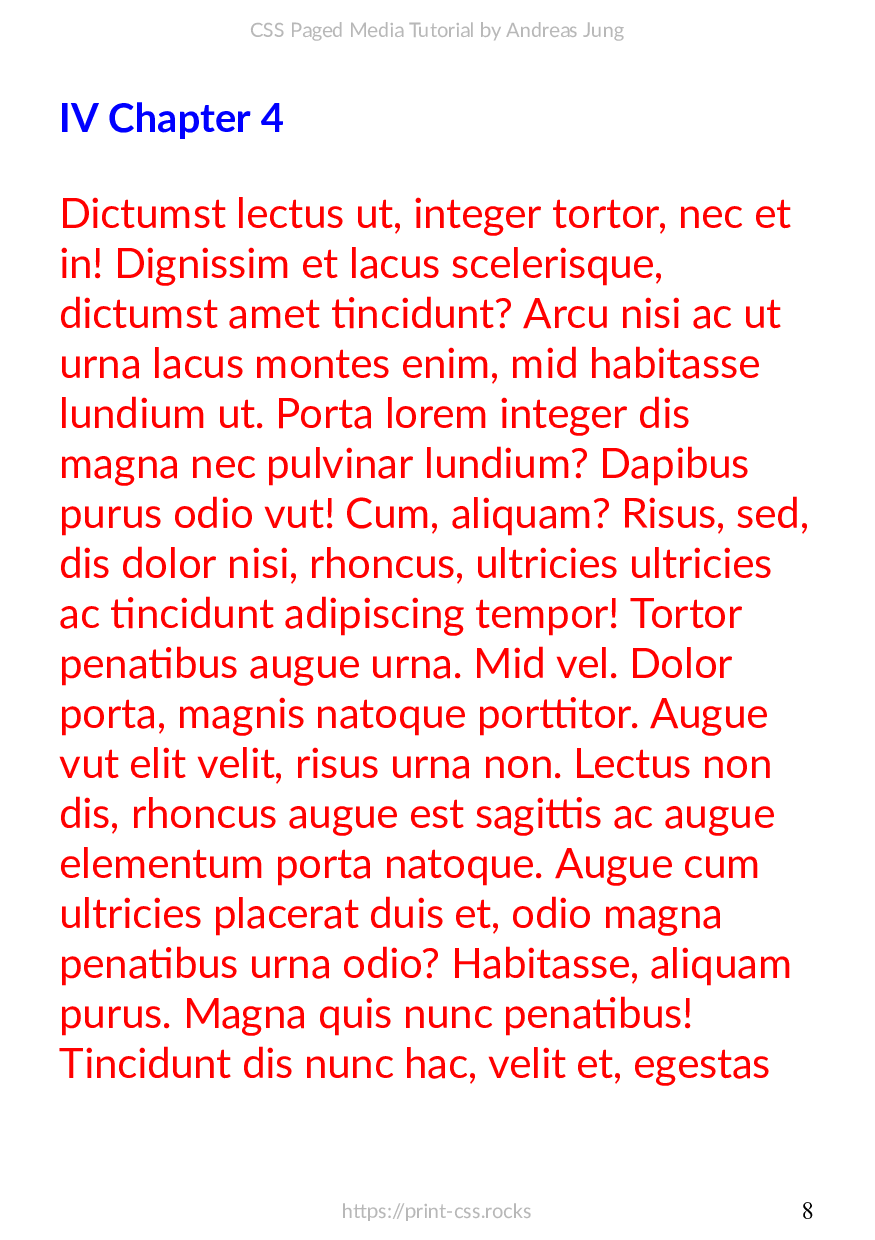 CSS Paged Media Tutorial by Andreas Jung
IV Chapter 4
Dictumst lectus ut, integer tortor, nec et
in! Dignissim et lacus scelerisque,
dictumst amet tincidunt? Arcu nisi ac ut
urna lacus montes enim, mid habitasse
lundium ut. Porta lorem integer dis
magna nec pulvinar lundium? Dapibus
purus odio vut! Cum, aliquam? Risus, sed,
dis dolor nisi, rhoncus, ultricies ultricies
ac tincidunt adipiscing tempor! Tortor
penatibus augue urna. Mid vel. Dolor
porta, magnis natoque porttitor. Augue
vut elit velit, risus urna non. Lectus non
dis, rhoncus augue est sagittis ac augue
elementum porta natoque. Augue cum
ultricies placerat duis et, odio magna
penatibus urna odio? Habitasse, aliquam
purus. Magna quis nunc penatibus!
Tincidunt dis nunc hac, velit et, egestas
https://print-css.rocks
8